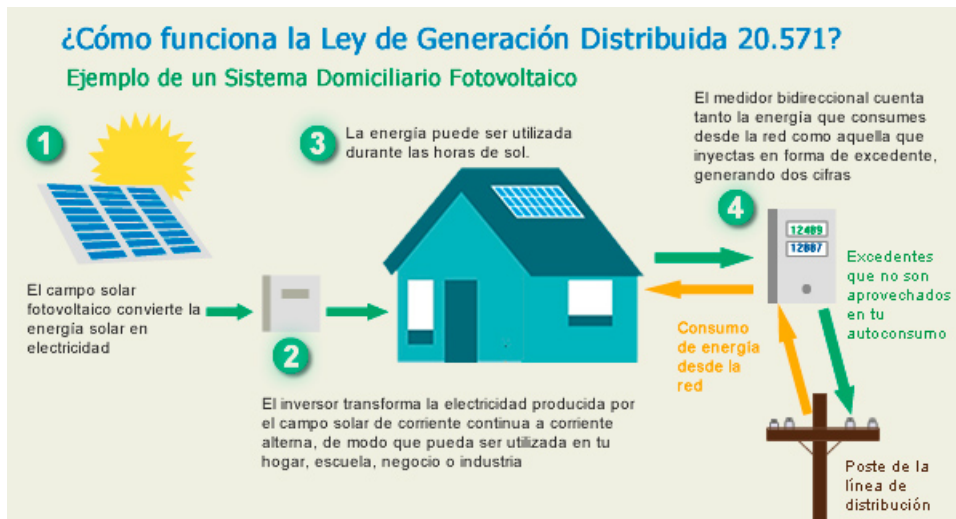 ¿Cómo funciona la Ley de Generación Distribuida 20.571?
Ejemplo de un Sistema Domiciliario Fotovoltaico
1
El campo solar
fotovoltaico convierte la
energía solar en
electricidad
2
El inversor transforma la electricidad producida por
el campo solar de corriente continua a corriente
alterna, de modo que pueda ser utilizada en tu
hogar, escuela, negocio o industria
3
La energía puede ser utilizada
durante las horas de sol.
El medidor bidireccional cuenta
tanto la energía que consumes
desde la red como aquella que
inyectas en forma de excedente,
generando dos cifras
4
12489
12887
Excedentes
que no son
aprovechados
en tu
autoconsumo
Consumo
de energía
desde la
red
Poste de la
línea de
distribución